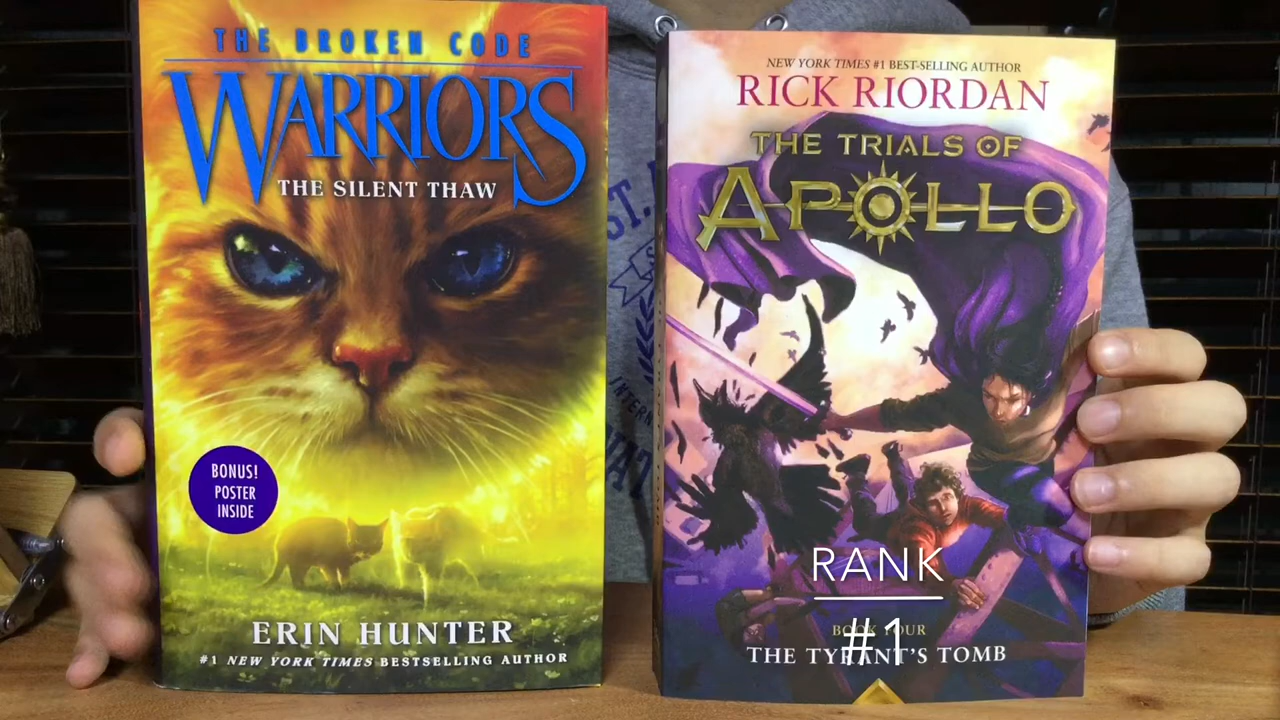 THE BROKEN CODE
WARRIORS
THE SILENT THAW
BONUS!
POSTER
INSIDE
ERIN HUNTER
#1 NEW YORK TIMES BESTSELLING AUTHOR
NEW YORK TIMES #1 BEST-SELLING AUTHOR
RICK RIORDAN
THE TRIALS OF
APOLLO
RANK
#1
BOOK FOUR
THE TYRANT'S TOMB